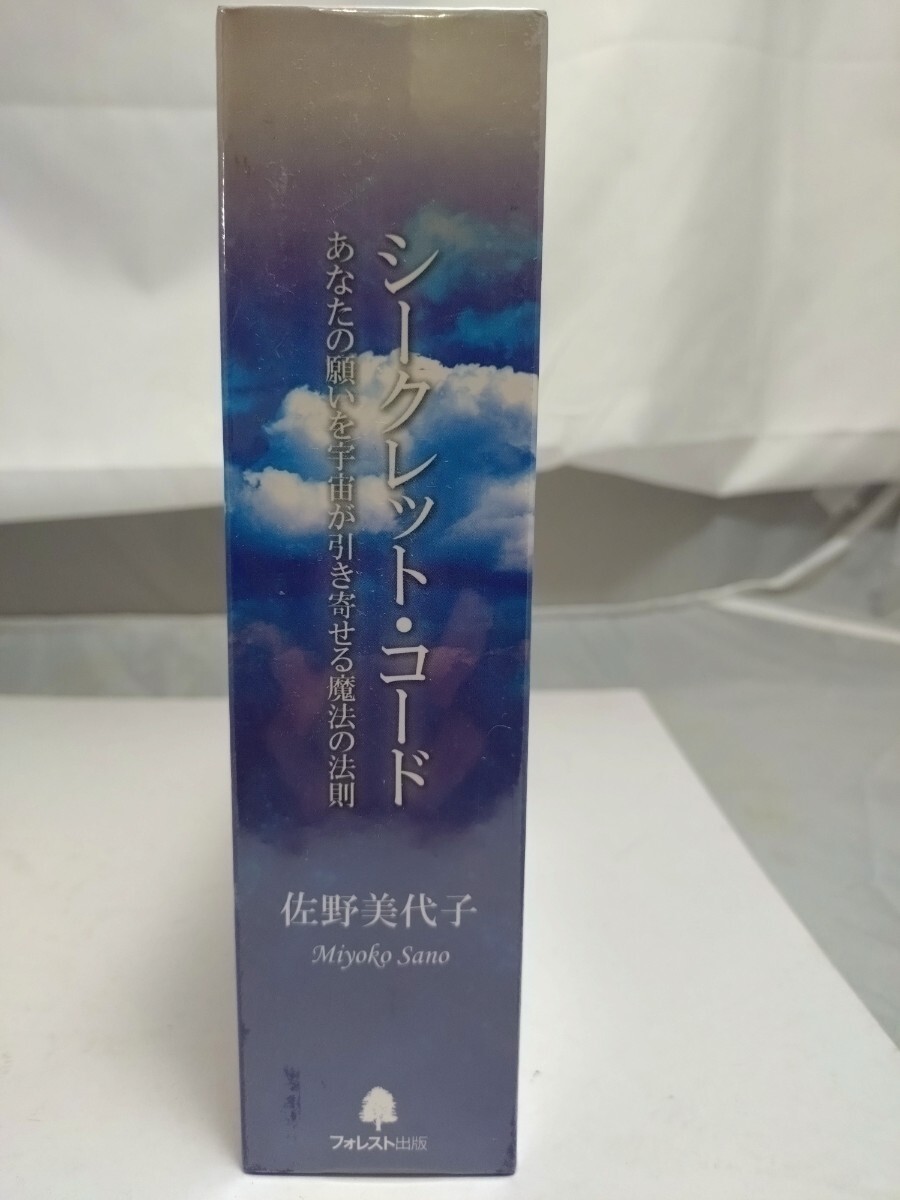 シークレット・コード
あなたの願いを宇宙が引き寄せる魔法の法則
佐野美代子
Miyoko Sano
フォレスト出版